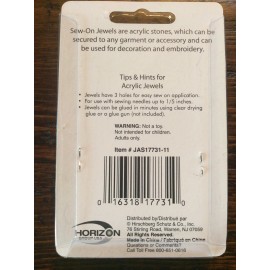 Sew-On Jewels are acrylic stones, which can be
secured to any garment or accessory and can
be used for decoration and embroidery.
Tips & Hints for
Acrylic Jewels
• Jewels have 3 holes for easy sew on application...
• For use with sewing needles up to 1/5 inches.
• Jewels can be glued in minutes using clear drying
glue or a glue gun (not included).
WARNING: Not a toy.
Not intended for children.
Adults only.
Item # JAS17731-11
0 16318 17731 0
HORIZON
GROUP USA
Distributed by/Distribué par
© Hirschberg Schutz & Co., Inc
76 Stirling Road, Warren, NJ 07059
All Rights Reserved.
Made in China / Fabriqué en Chine
Questions or Comments?
Call Toll Free